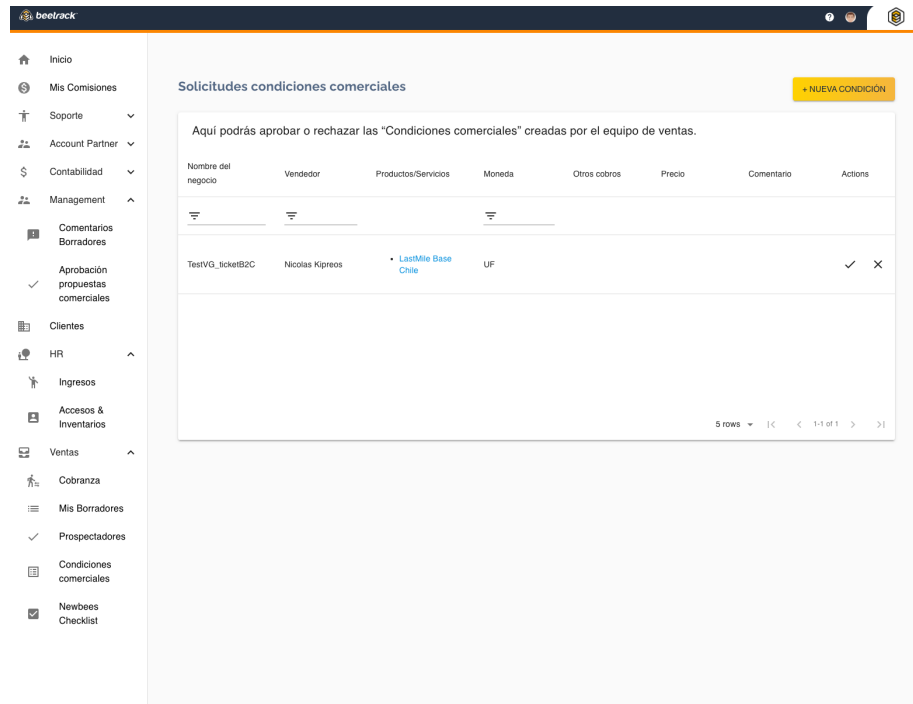 beetrack
?
Inicio
Mis Comisiones
Soporte
Account Partner
Contabilidad
Management
Comentarios
Borradores
Aprobación
propuestas
comerciales
Clientes
HR
Ingresos
Accesos &
Inventarios
Ventas
Cobranza
Mis Borradores
Prospectadores
Condiciones
comerciales
Newbees
Checklist
Solicitudes condiciones comerciales
+ NUEVA CONDICIÓN
Aquí podrás aprobar o rechazar las “Condiciones comerciales” creadas por el equipo de ventas.
Nombre del
negocio
Vendedor
Productos/Servicios
Moneda
Otros cobros
Precio
Comentario
Actions
TestVG_ticketB2C
Nicolas Kipreos
• LastMile Base
Chile
UF
5 rows
1-1 of 1